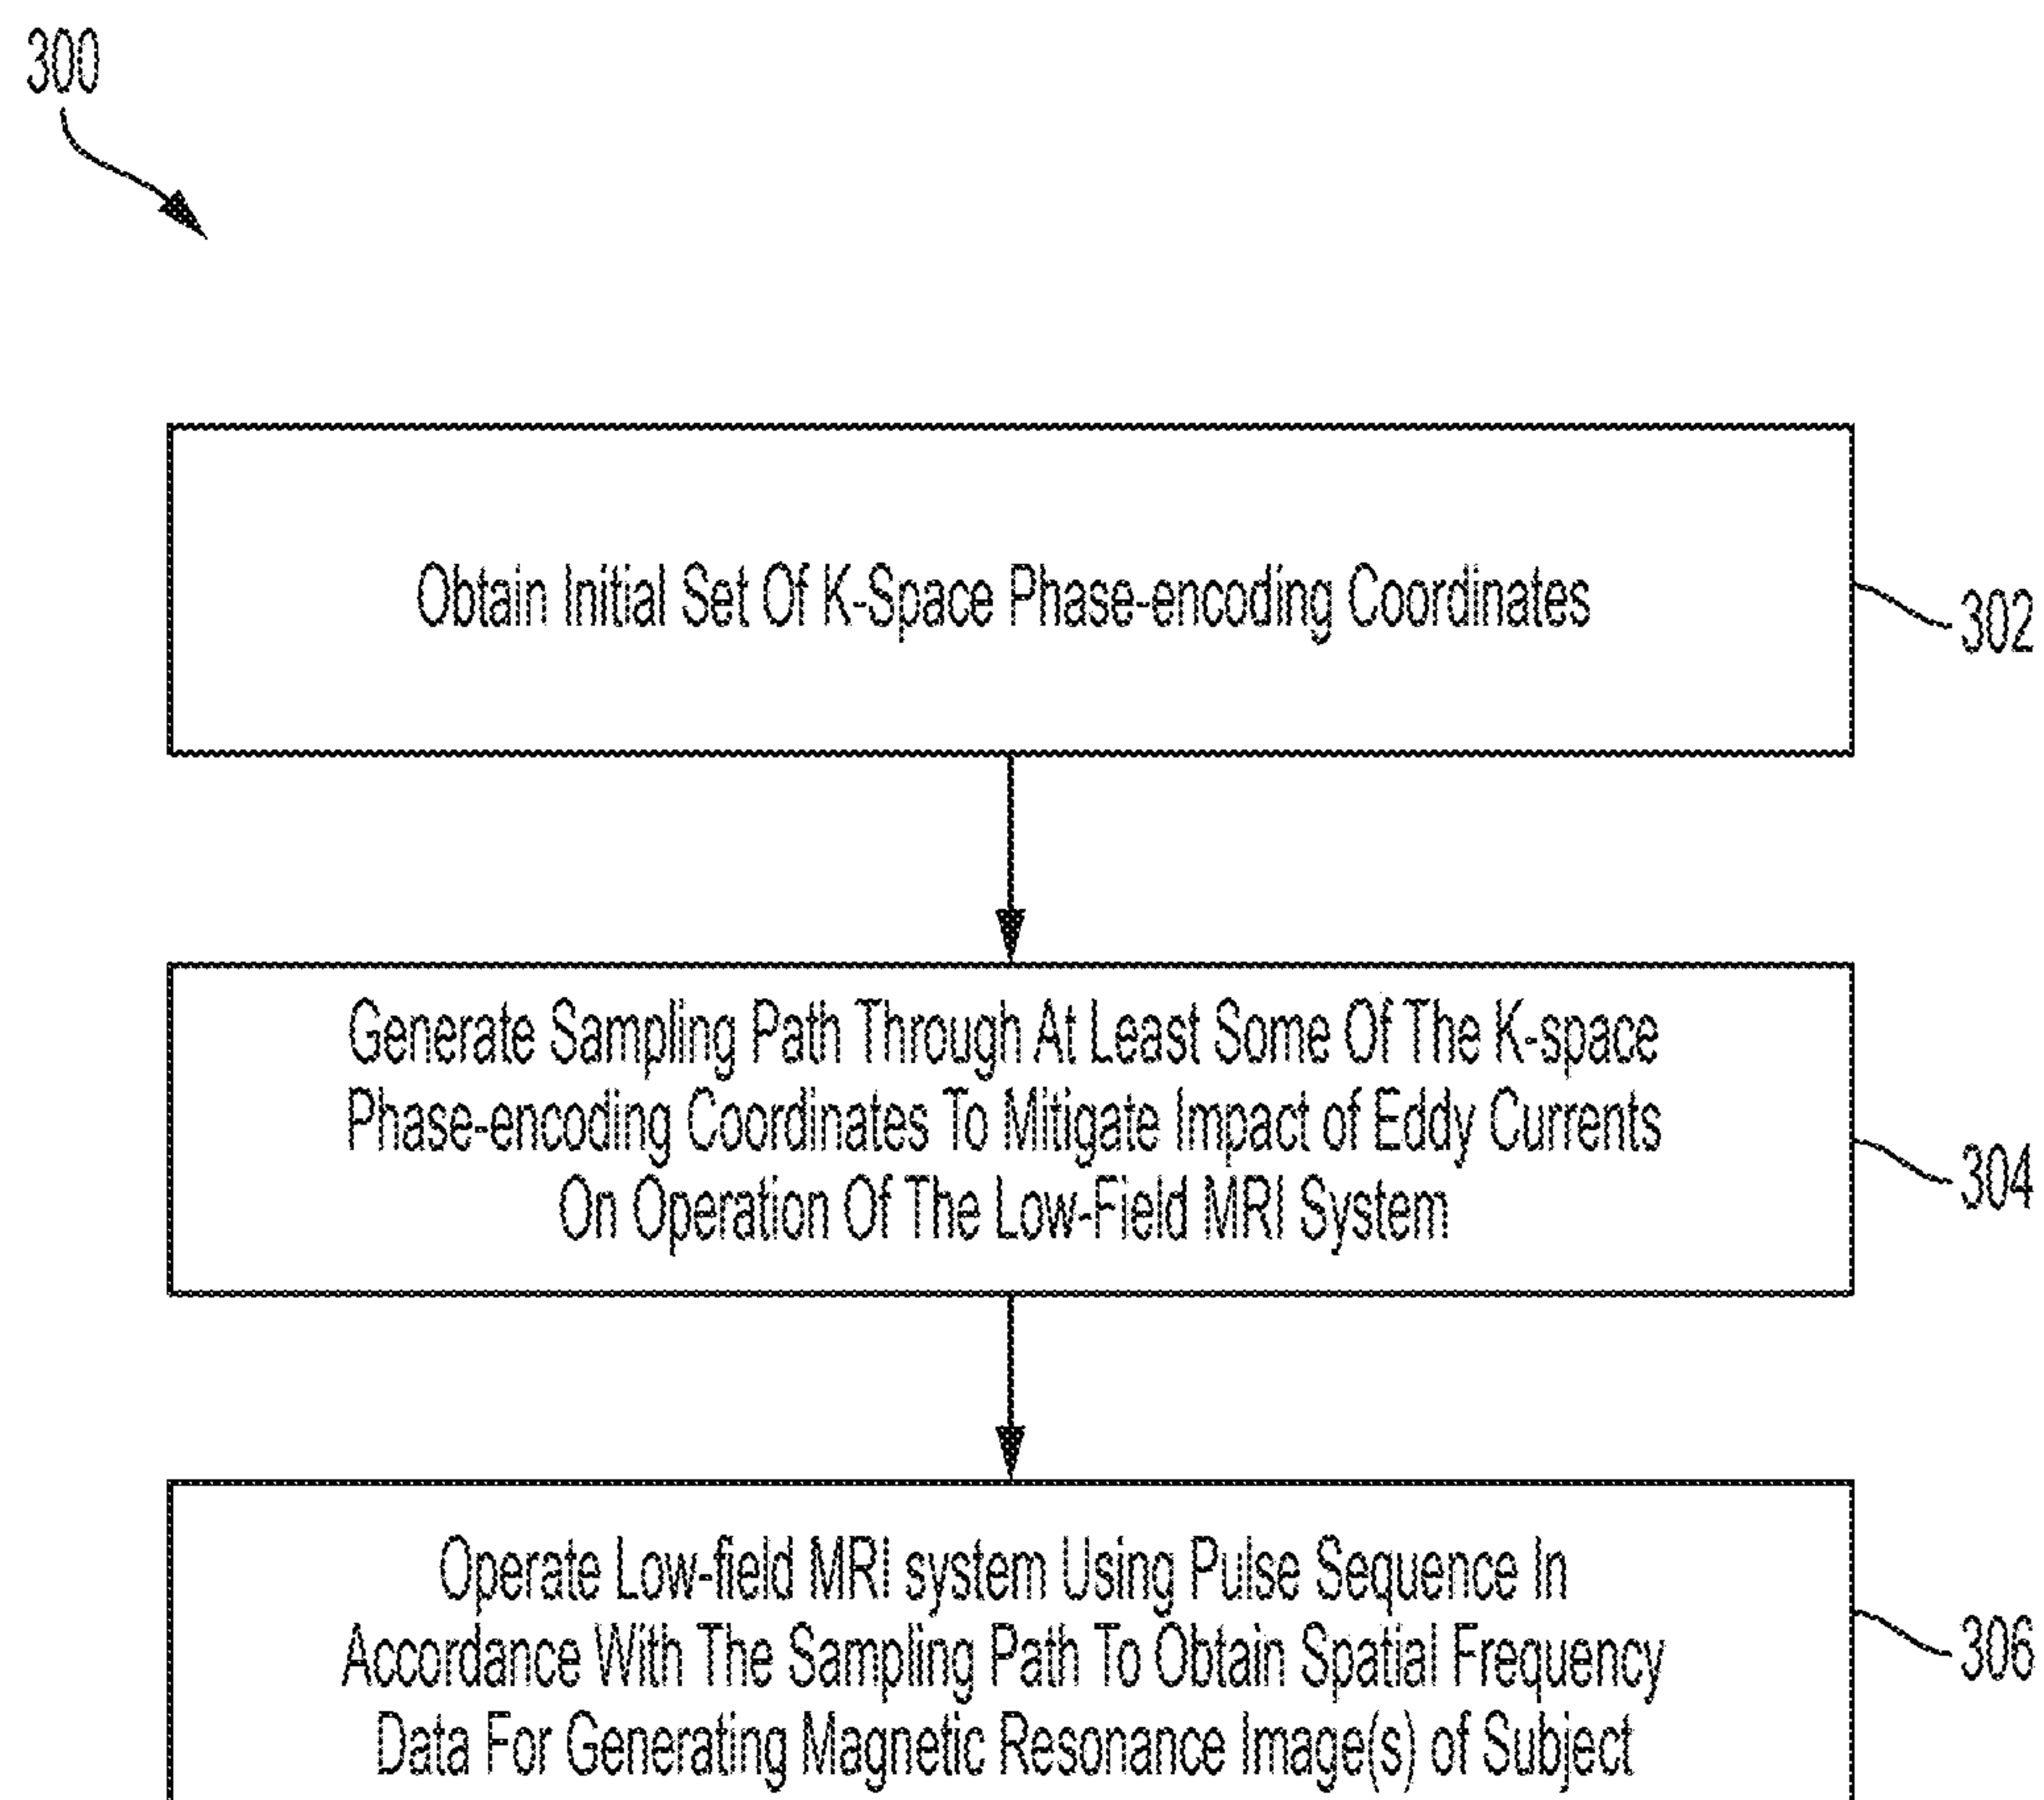 300
Obtain Initial Set Of K-Space Phase-encoding Coordinates
302
Generate Sampling Path Through At Least Some Of The K-space
Phase-encoding Coordinates To Mitigate Impact of Eddy Currents
On Operation Of The Low-Field MRI System
304
Operate Low-field MRI system Using Pulse Sequence In
Accordance With The Sampling Path To Obtain Spatial Frequency
Data For Generating Magnetic Resonance Image(s) of Subject
306